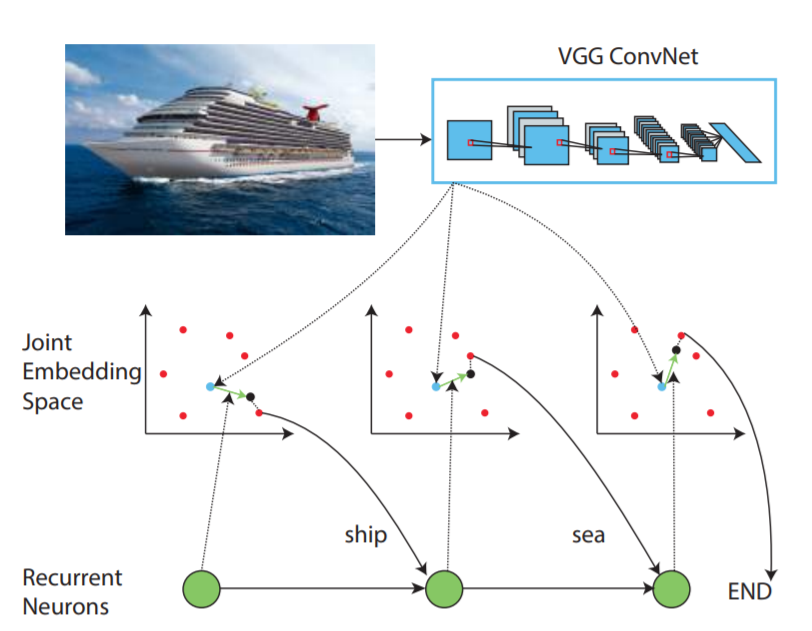 VGG ConvNet
Joint
Embedding
Space
ship
sea
Recurrent
Neurons
END